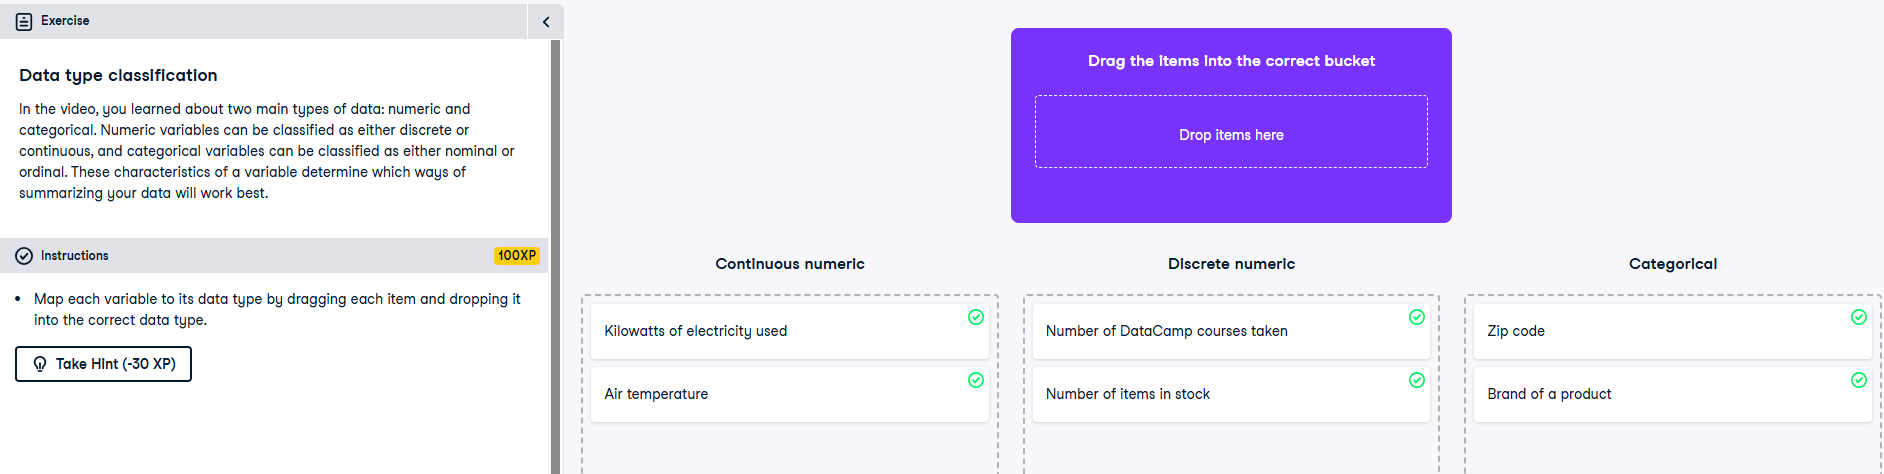 Exercise
Data type classification
In the video, you learned about two main types of data: numeric and
categorical. Numeric variables can be classified as either discrete or
continuous, and categorical variables can be classified as either nominal or
ordinal. These characteristics of a variable determine which ways of
summarizing your data will work best.
Instructions
100XP
Map each variable to its data type by dragging each item and dropping it
into the correct data type.
Take Hint (-30 XP)
Drag the items into the correct bucket
Drop items here
Continuous numeric
Kilowatts of electricity used
Air temperature
Discrete numeric
Number of DataCamp courses taken
Number of items in stock
Categorical
Zip code
Brand of a product